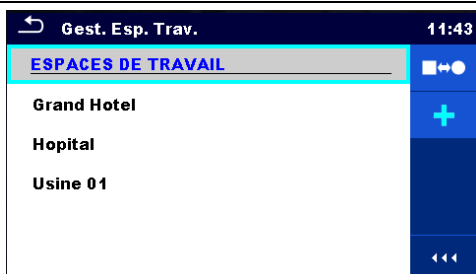 Gest. Esp. Trav. 11:43
ESPACES DE TRAVAIL
Grand Hotel
Hopital
Usine 01